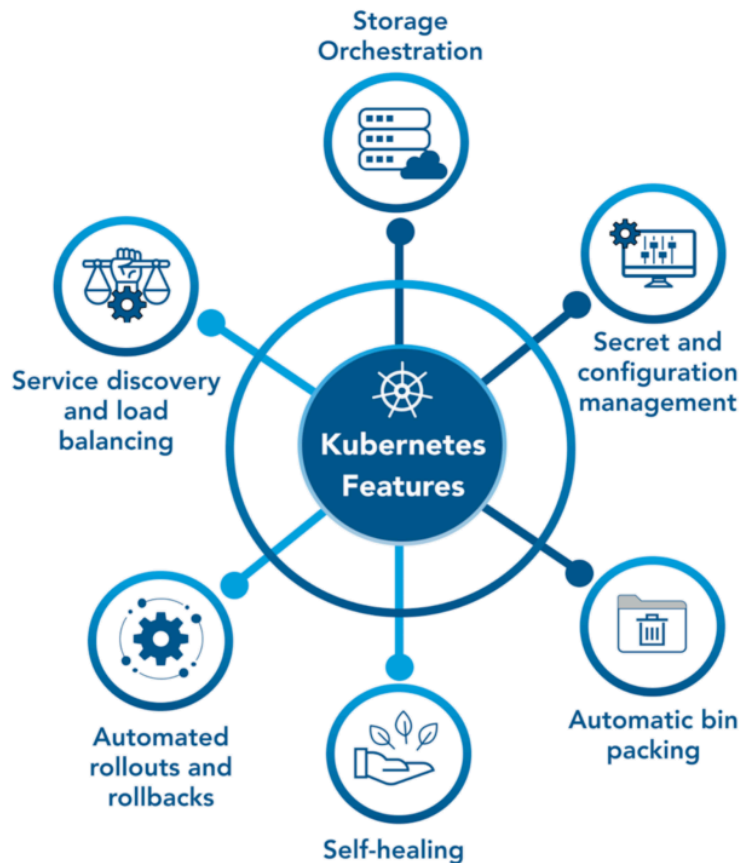 Storage
Orchestration
Secret and
configuration
management
Service discovery
and load
balancing
Kubernetes
Features
Automatic bin
packing
Automated
rollouts and
rollbacks
Self-healing